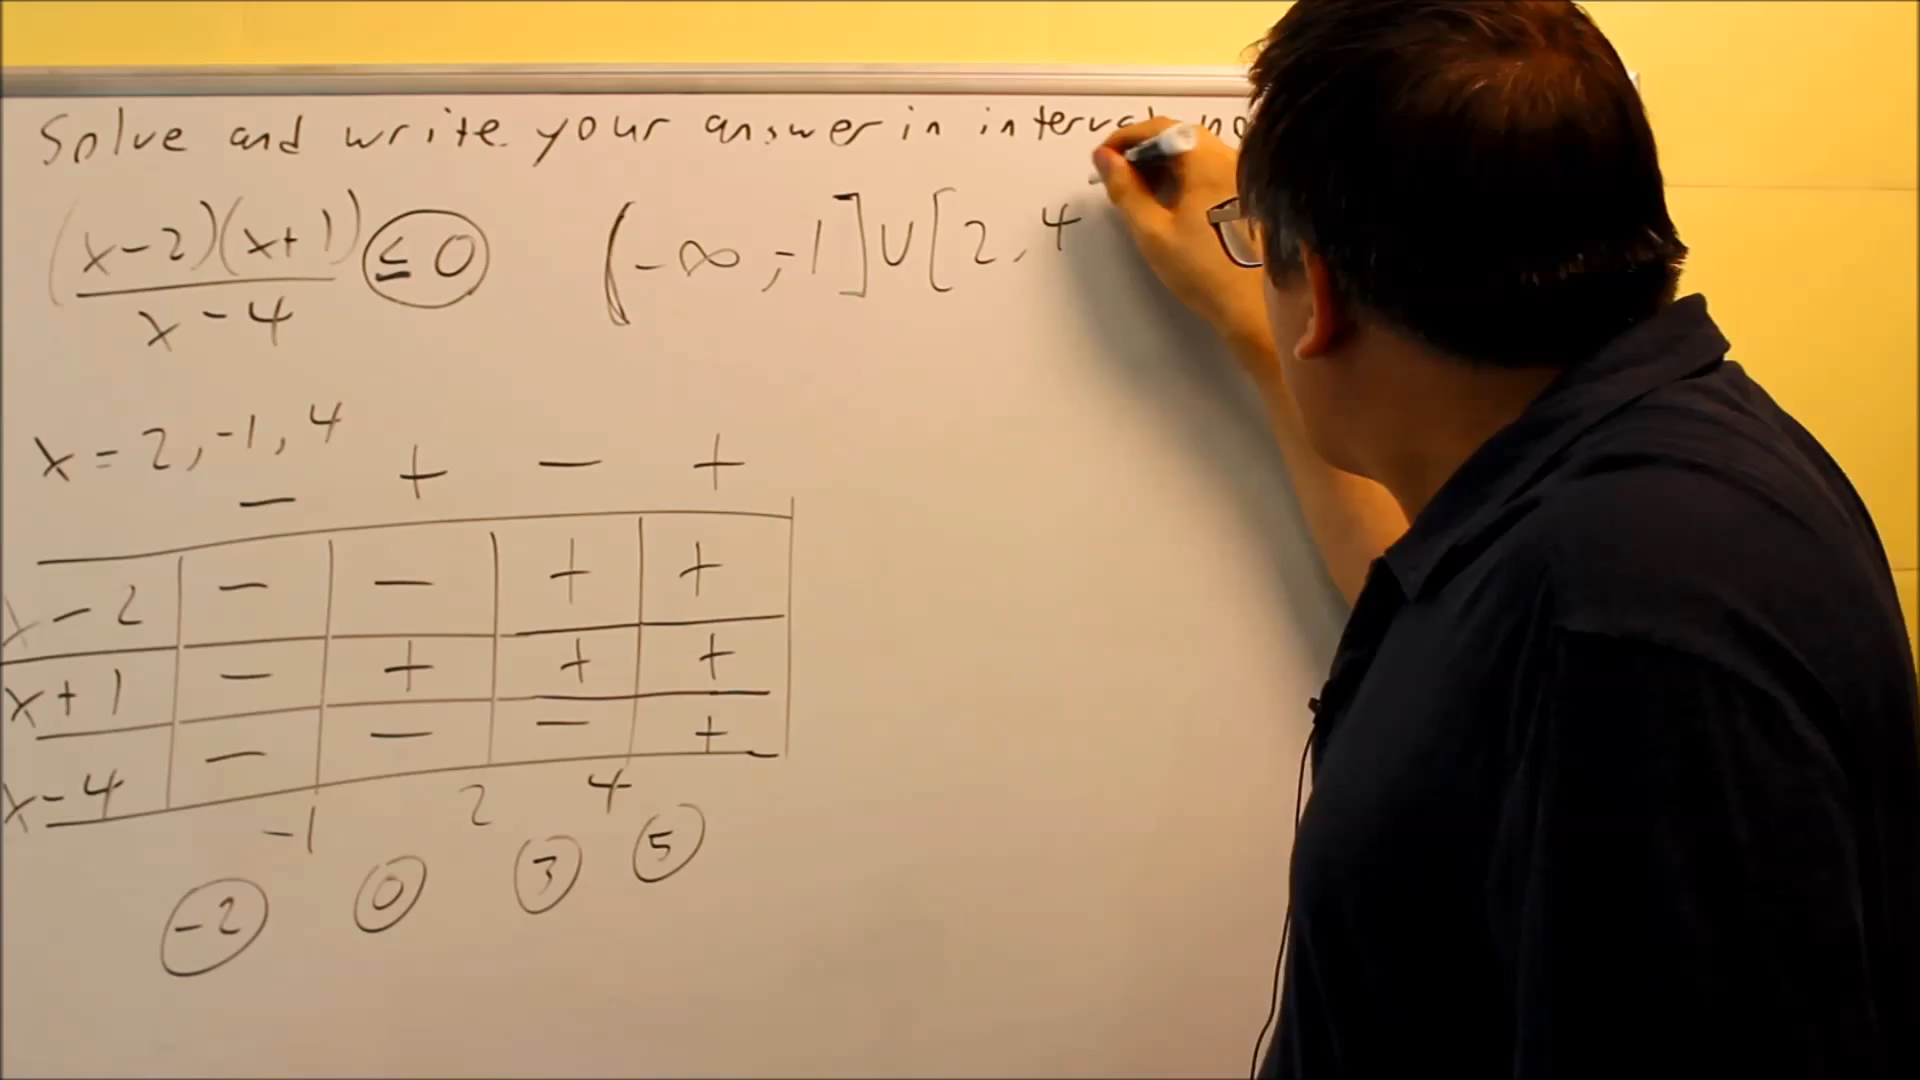 Solve and write your answer in interval no
(x-2)(x+1) ≤ 0 (-∞,-1]∪[2,4
x-4
x = 2,-1,4
- + - +
x-2 - - + +
x+1 - + + +
x-4 - - - +
-1 2 4
-2 0 3 5